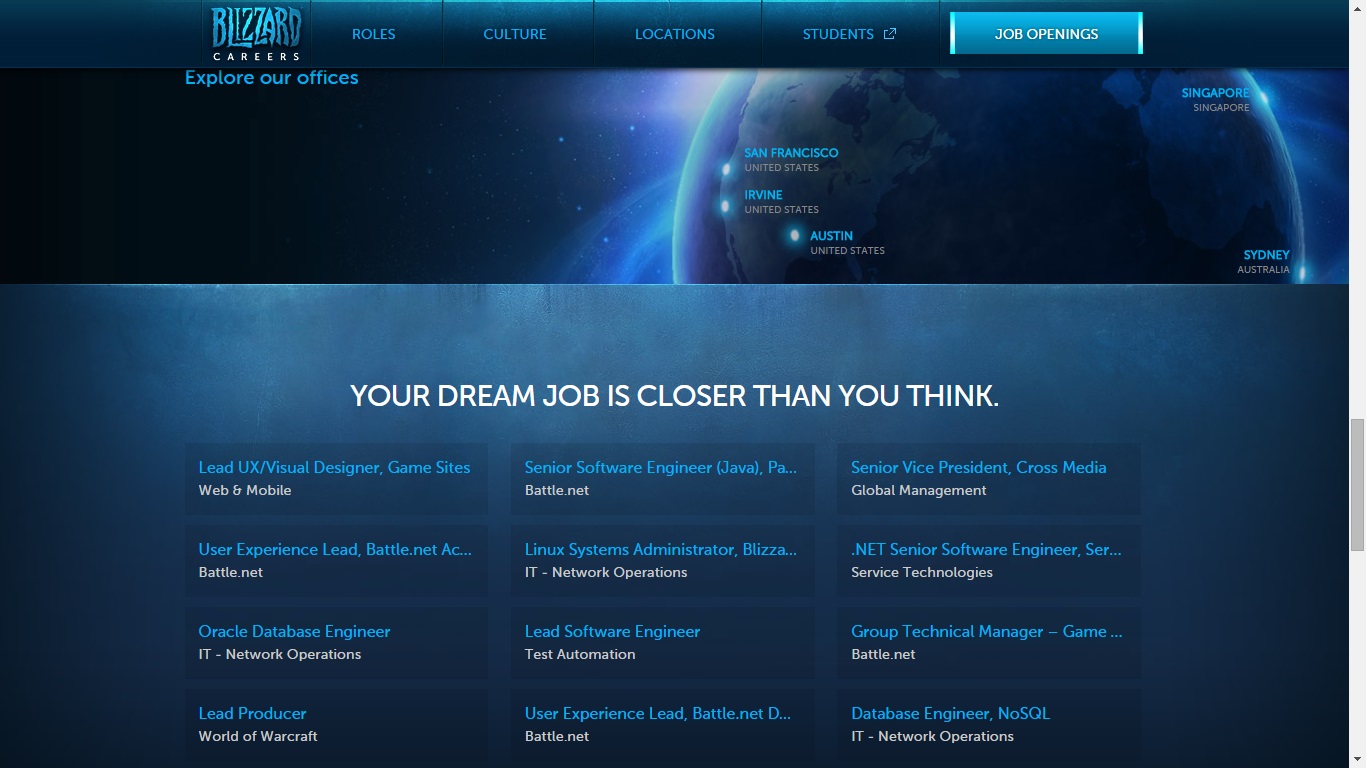 BLIZZARD
CAREERS
ROLES
CULTURE
LOCATIONS
STUDENTS
JOB OPENINGS
Explore our offices
SINGAPORE
SINGAPORE
SAN FRANCISCO
UNITED STATES
IRVINE
UNITED STATES
AUSTIN
UNITED STATES
SYDNEY
AUSTRALIA
YOUR DREAM JOB IS CLOSER THAN YOU THINK.
Lead UX/Visual Designer, Game Sites
Web & Mobile
Senior Software Engineer (Java), Pa...
Battle.net
Senior Vice President, Cross Media
Global Management
User Experience Lead, Battle.net Ac...
Battle.net
Linux Systems Administrator, Blizza...
IT - Network Operations
.NET Senior Software Engineer, Ser...
Service Technologies
Oracle Database Engineer
IT - Network Operations
Lead Software Engineer
Test Automation
Group Technical Manager – Game ...
Battle.net
Lead Producer
World of Warcraft
User Experience Lead, Battle.net D...
Battle.net
Database Engineer, NoSQL
IT - Network Operations